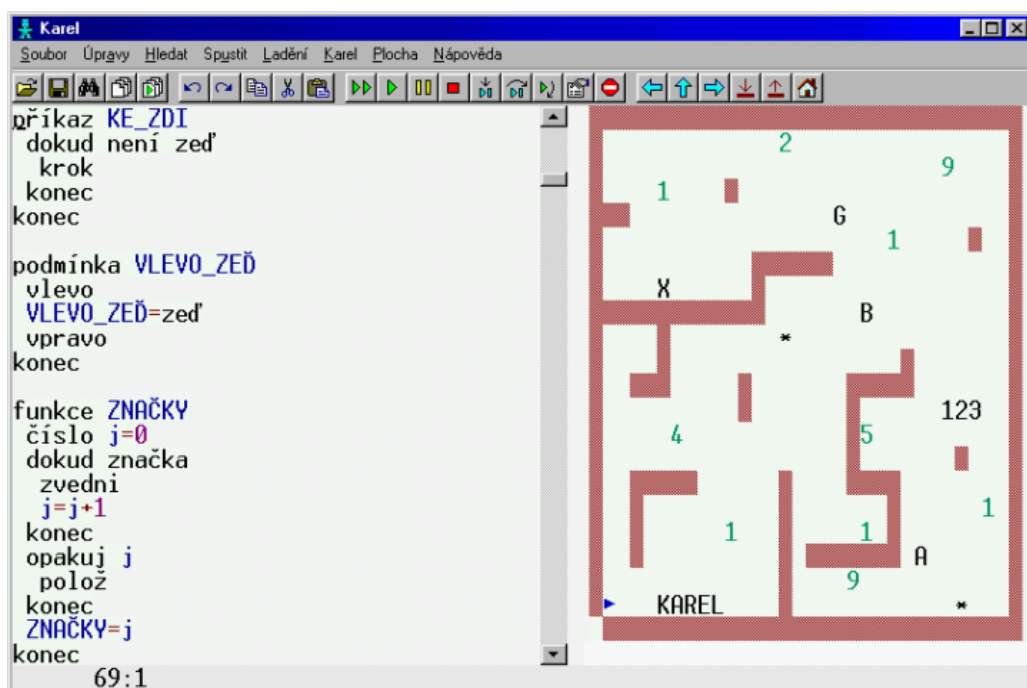 Karel
Soubor Úpravy Hledat Spustit Ladění Karel Plocha Nápověda
příkaz KE_ZDI
dokud není zeď
krok
konec
konec
podmínka VLEVO_ZEĎ
vlevo
VLEVO_ZEĎ=zeď
vpravo
konec
funkce ZNAČKY
číslo j=0
dokud značka
zvedni
j=j+1
konec
opakuj j
polož
konec
ZNAČKY=j
konec
69:1
2
9
1
G
1
X
B
*
123
4 5
1
1 1
A
9
KAREL *